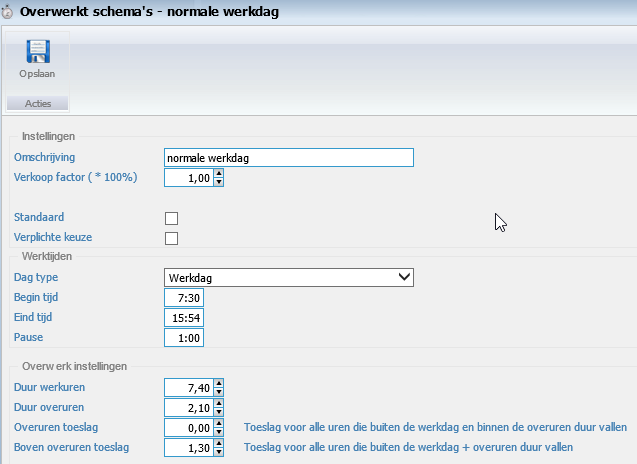 Overwerkt schema's - normale werkdag
Opslaan
Acties
Instellingen
Omschrijving normale werkdag
Verkoop factor ( * 100%) 1,00
Standaard
Verplichte keuze
Werktijden
Dag type Werkdag
Begin tijd 7:30
Eind tijd 15:54
Pause 1:00
Overwerk instellingen
Duur werkuren 7,40
Duur overuren 2,10
Overuren toeslag 0,00 Toeslag voor alle uren die buiten de werkdag en binnen de overuren duur vallen
Boven overuren toeslag 1,30 Toeslag voor alle uren die buiten de werkdag + overuren duur vallen